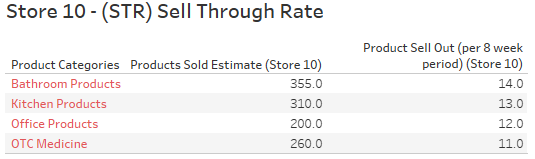 Store 10 - (STR) Sell Through Rate
Product Sell Out (per 8 week
Product Categories Products Sold Estimate (Store 10) period) (Store 10)
Bathroom Products 355.0 14.0
Kitchen Products 310.0 13.0
Office Products 200.0 12.0
OTC Medicine 260.0 11.0